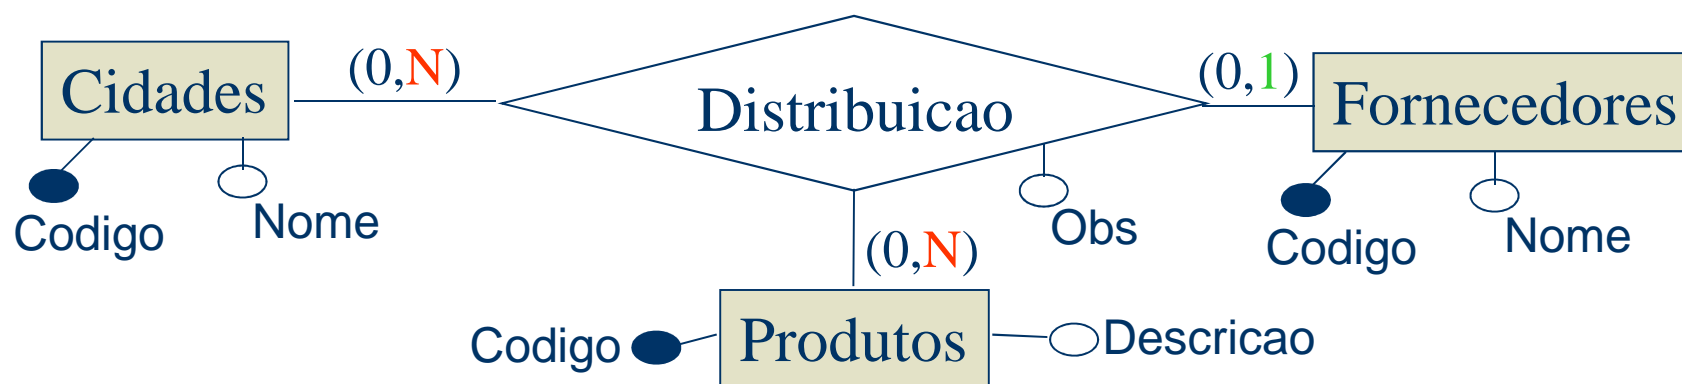 Cidades
(0,N)
Distribuicao
(0,1)
Fornecedores
Codigo
Nome
Obs
Codigo
Nome
(0,N)
Codigo
Produtos
Descricao